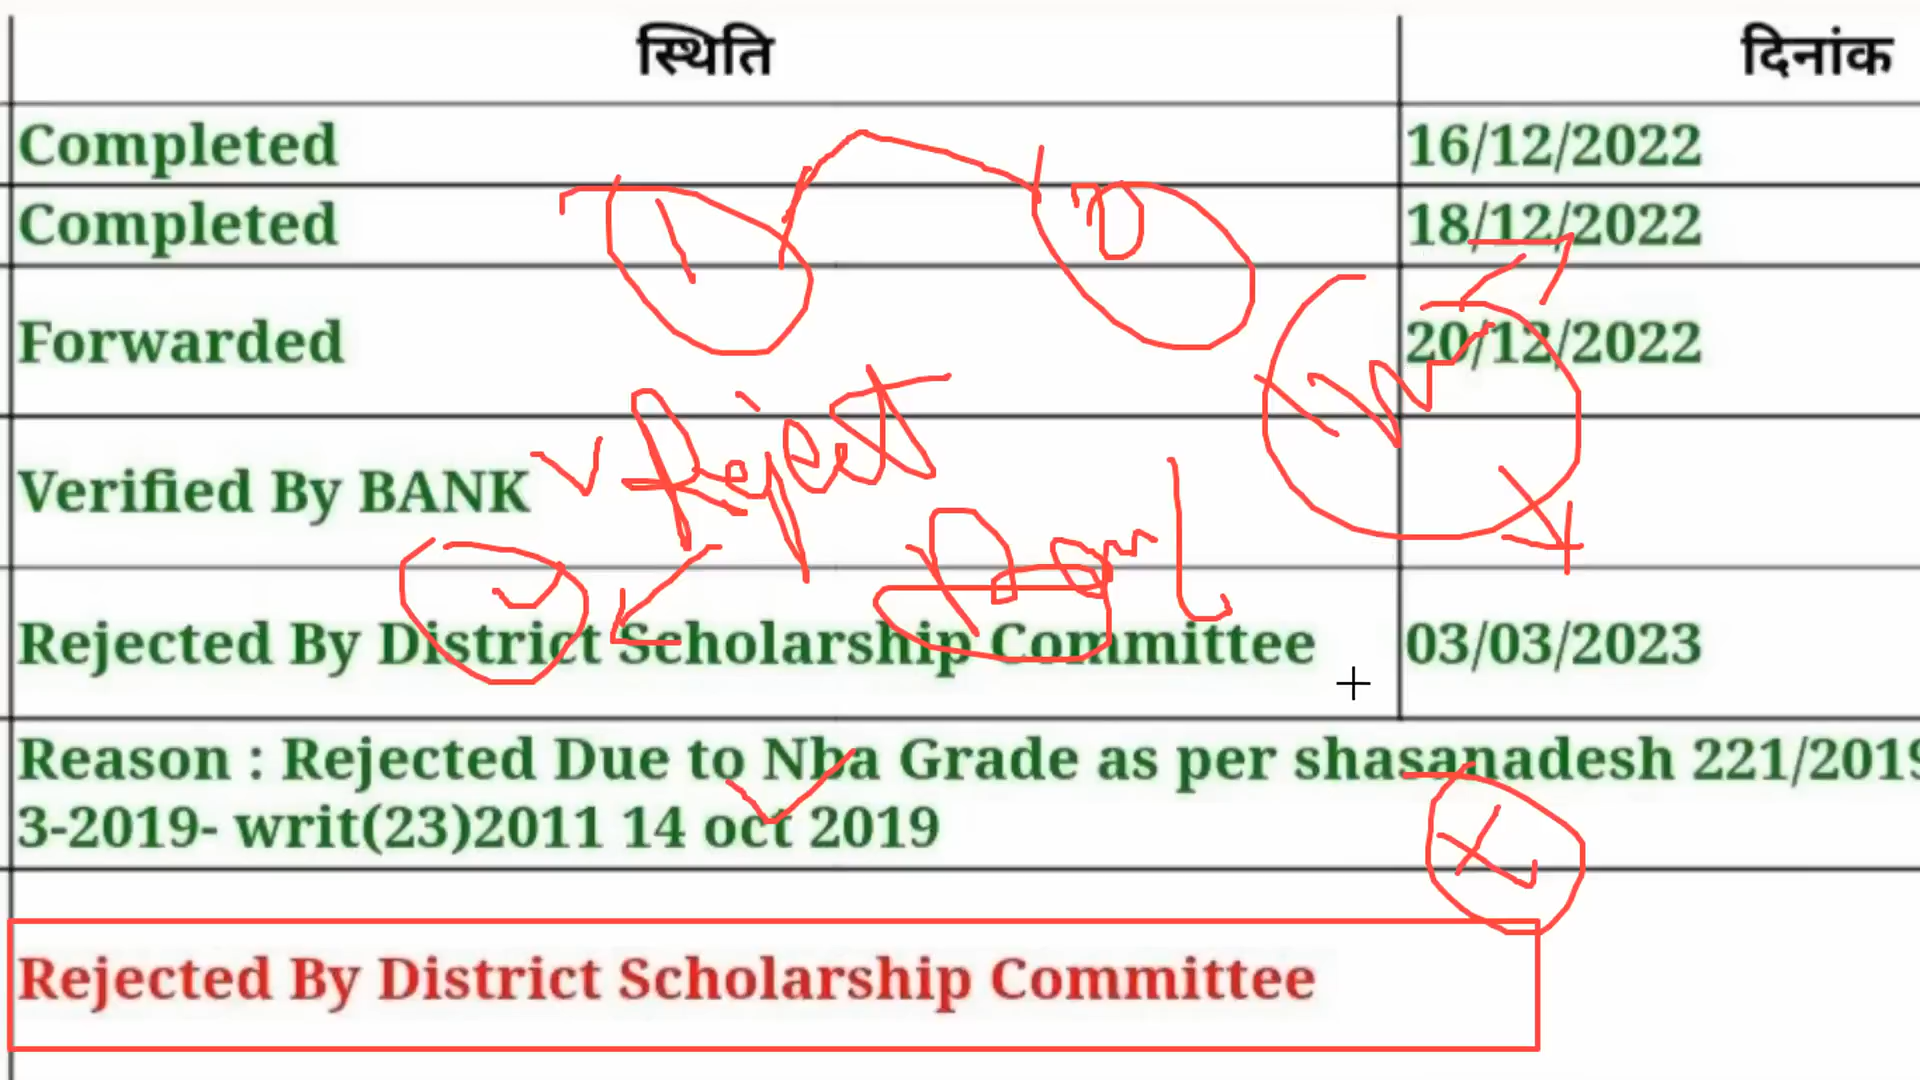 स्थिति दिनांक
Completed 16/12/2022
Completed 18/12/2022
Forwarded 20/12/2022
Verified By BANK
Reject
Rejected By District Scholarship Committee 03/03/2023
Reason : Rejected Due to Nba Grade as per shasanadesh 221/2019
3-2019- writ(23)2011 14 oct 2019
Rejected By District Scholarship Committee